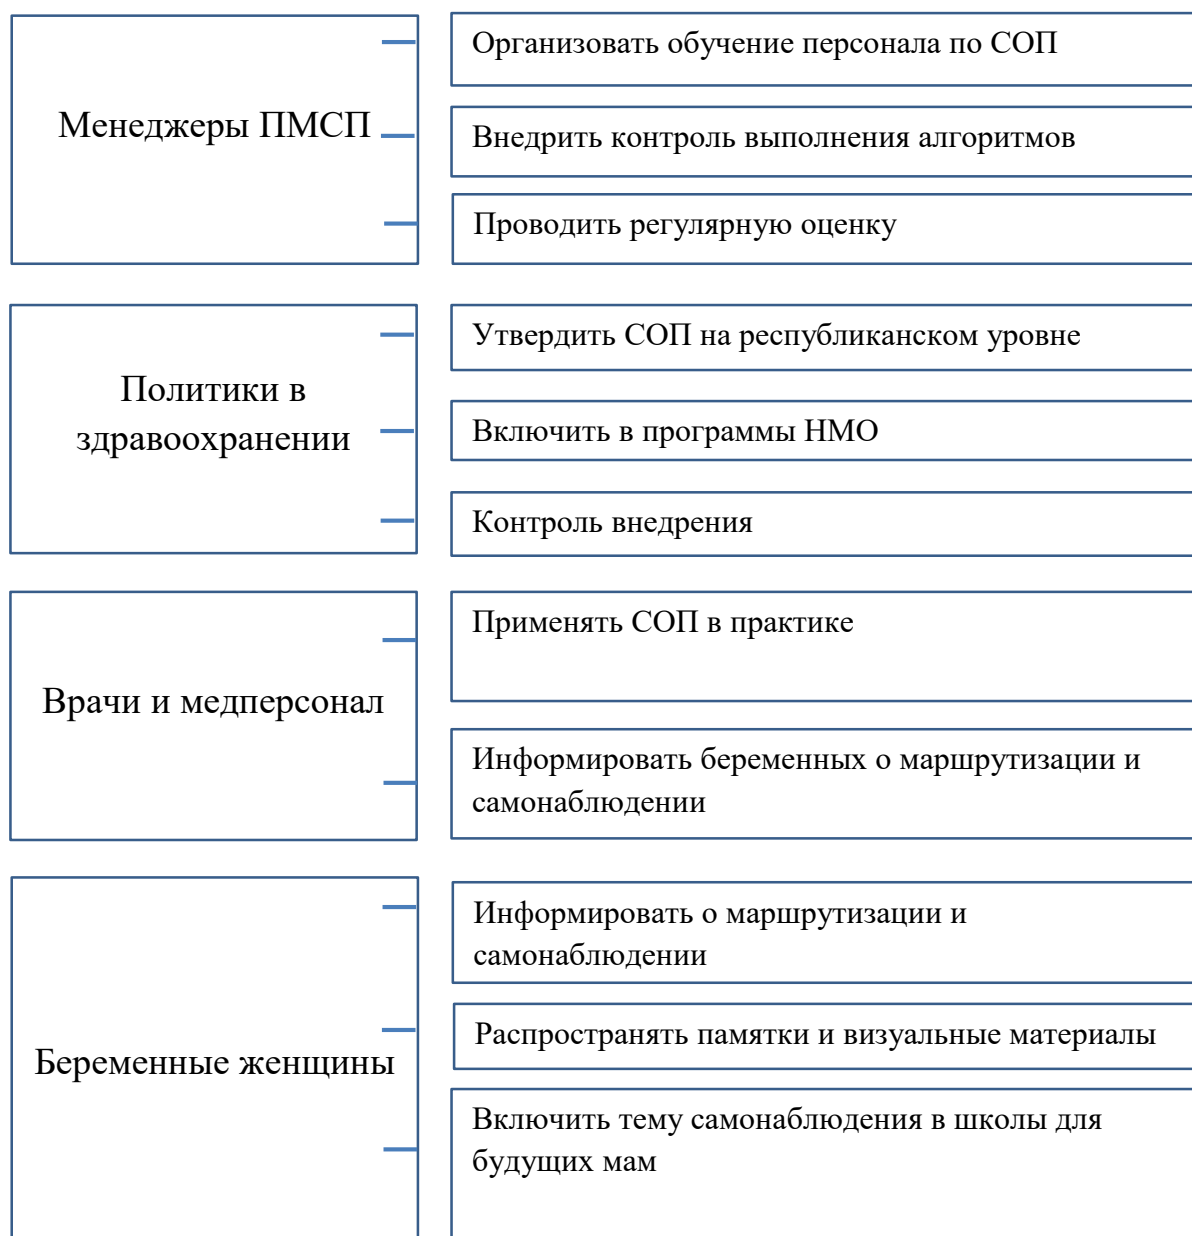 Менеджеры ПМСП
Организовать обучение персонала по СОП
Внедрить контроль выполнения алгоритмов
Проводить регулярную оценку
Политики в
здравоохранении
Утвердить СОП на республиканском уровне
Включить в программы НМО
Контроль внедрения
Врачи и медперсонал
Применять СОП в практике
Информировать беременных о маршрутизации и
самонаблюдении
Беременные женщины
Информировать о маршрутизации и
самонаблюдении
Распространять памятки и визуальные материалы
Включить тему самонаблюдения в школы для
будущих мам